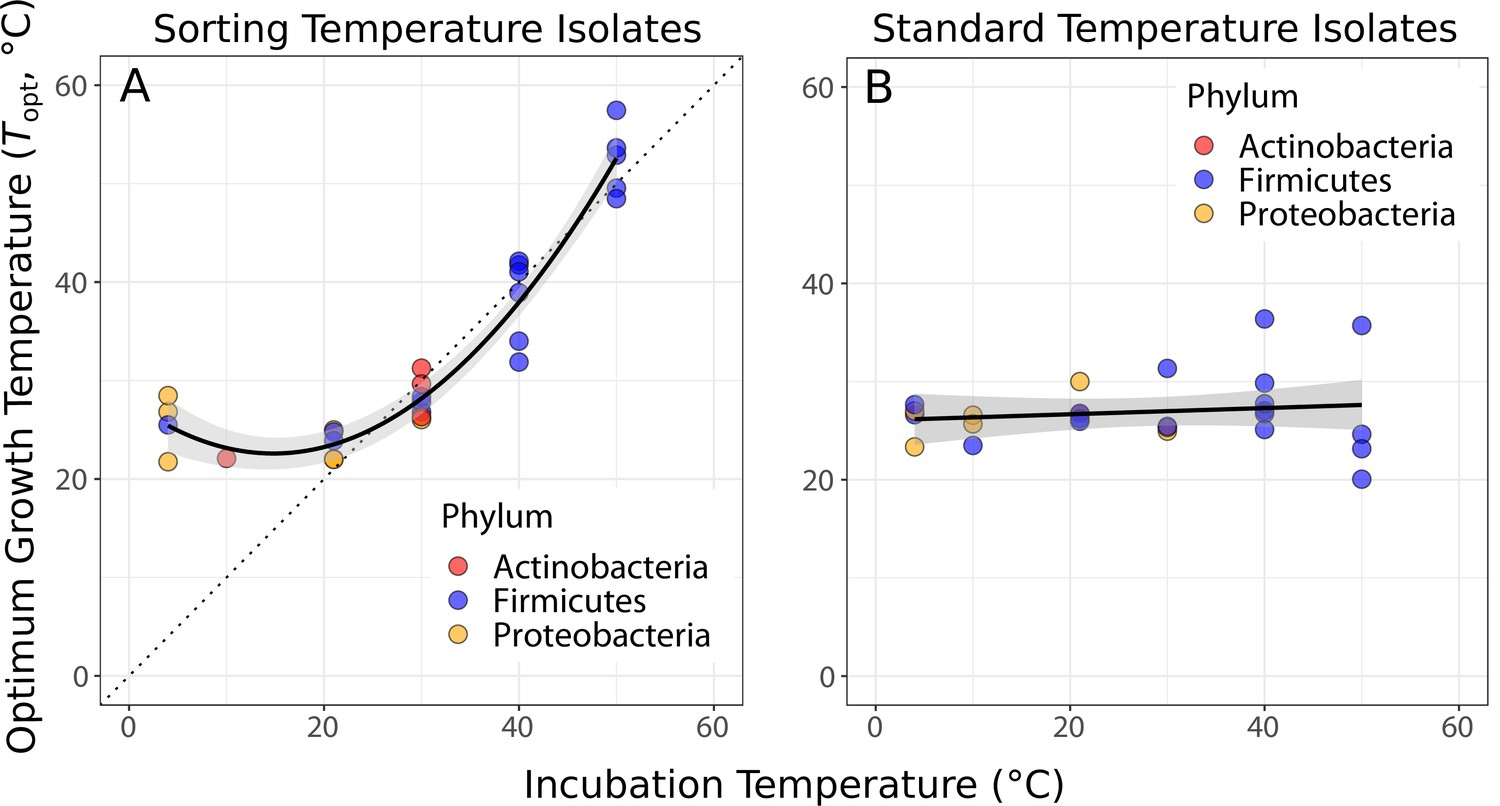 Sorting Temperature Isolates
Standard Temperature Isolates
Optimum Growth Temperature (Topt, °C)
A
60
40
20
0
Phylum
Actinobacteria
Firmicutes
Proteobacteria
0 20 40 60
B
60
40
20
0
Phylum
Actinobacteria
Firmicutes
Proteobacteria
0 20 40 60
Incubation Temperature (°C)